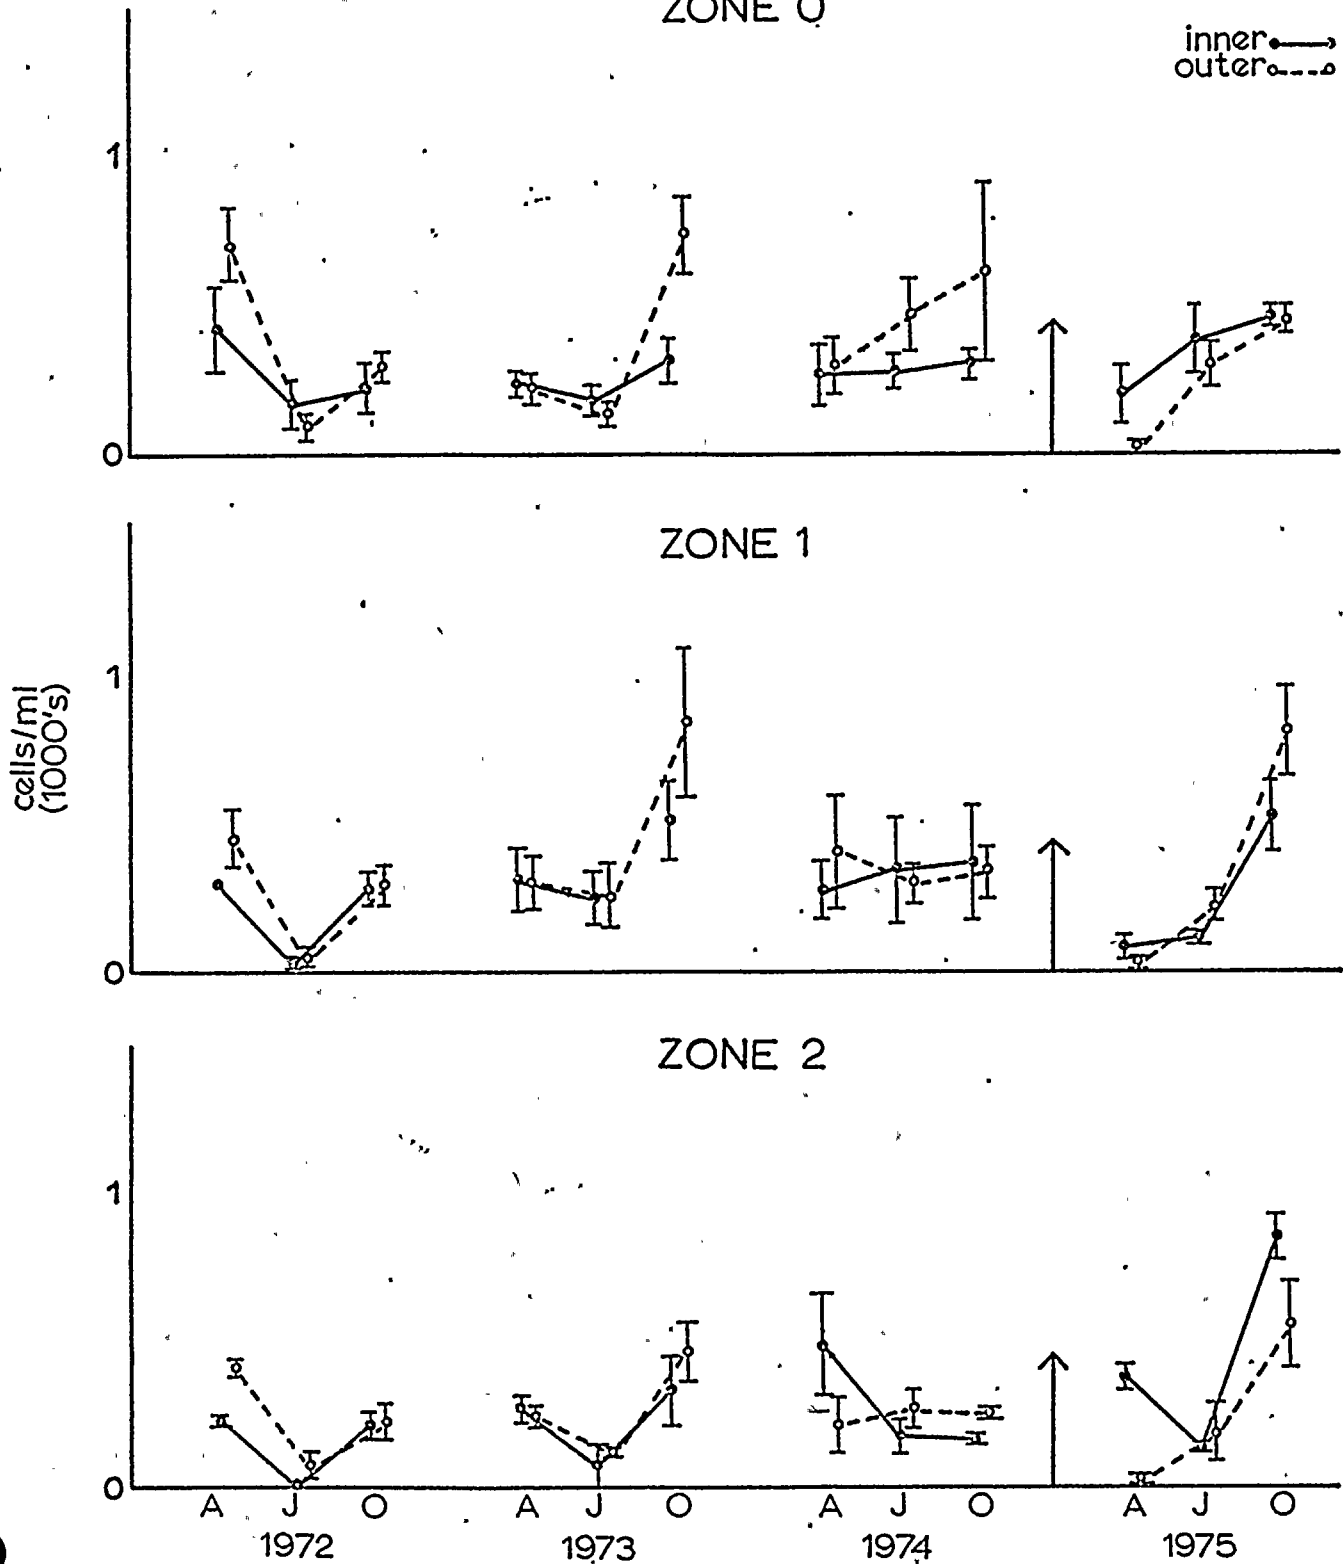 ZONE 0
inner
outer
1
0
ZONE 1
1
cells/ml
(1000's)
0
ZONE 2
1
0
A J O A J O A J O A J O
1972 1973 1974 1975